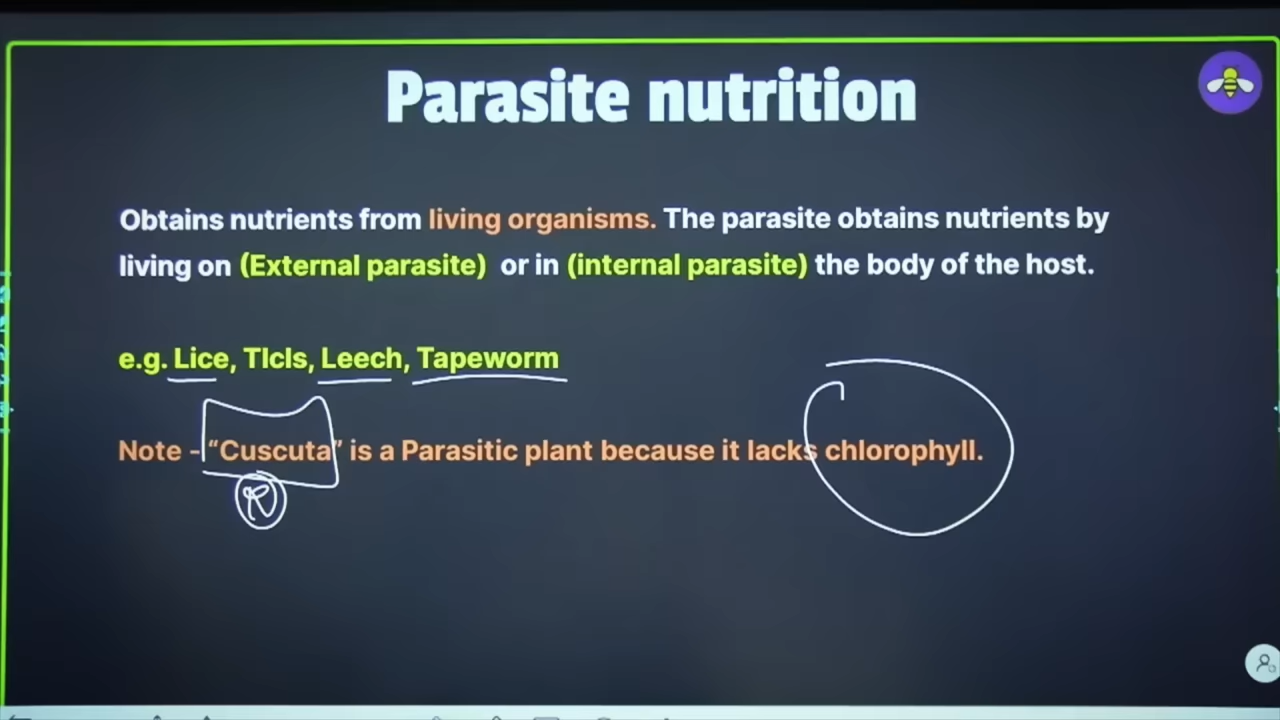 Parasite nutrition
Obtains nutrients from living organisms. The parasite obtains nutrients by
living on (External parasite) or in (internal parasite) the body of the host.
e.g. Lice, TIcIs, Leech, Tapeworm
Note - "Cuscuta" is a Parasitic plant because it lacks chlorophyll.
R